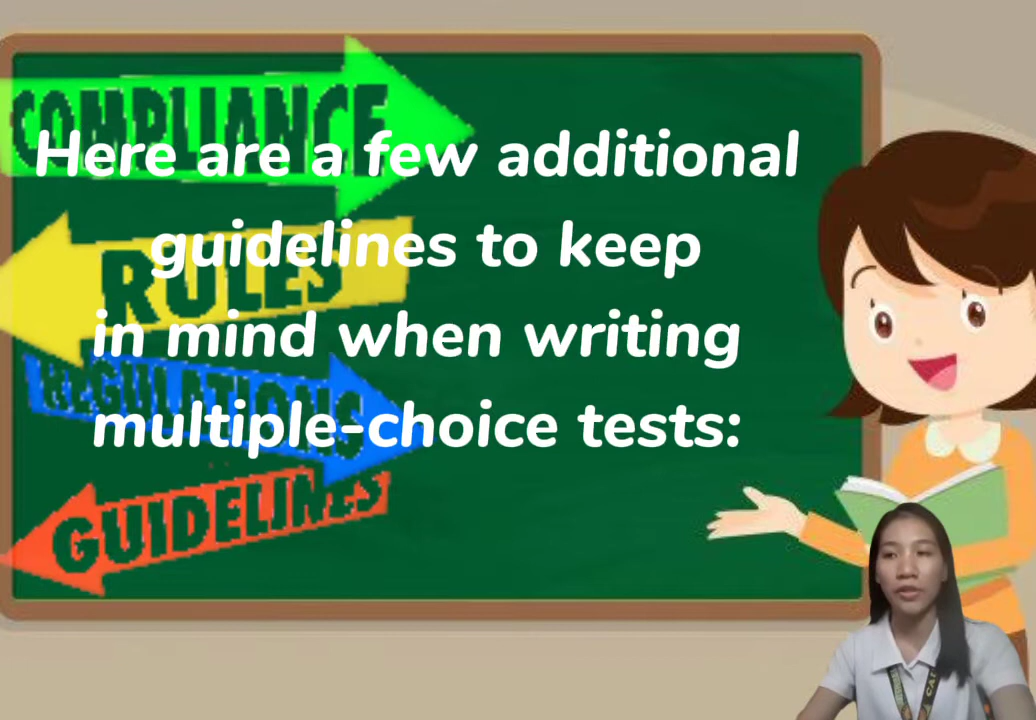 COMPLIANCE
Here are a few additional
guidelines to keep
RULES
in mind when writing
REGULATIONS
multiple-choice tests:
GUIDELINES